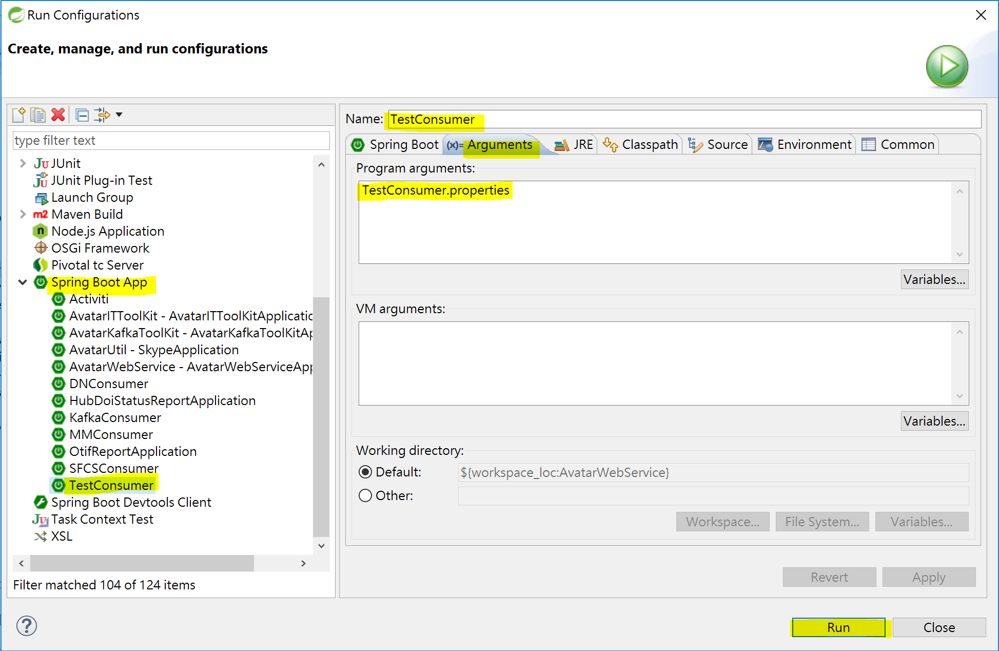 Run Configurations
Create, manage, and run configurations
type filter text
JUnit
JUnit Plug-in Test
Launch Group
Maven Build
Node.js Application
OSGi Framework
Pivotal tc Server
Spring Boot App
Activiti
AvatarITToolKit - AvatarITToolKitApplicatio
AvatarKafkaToolKit - AvatarKafkaToolKitAp
AvatarUtil - SkypeApplication
AvatarWebService - AvatarWebServiceApp
DNConsumer
HubDoiStatusReportApplication
KafkaConsumer
MMConsumer
OtifReportApplication
SFCSConsumer
TestConsumer
Spring Boot Devtools Client
Task Context Test
XSL
Filter matched 104 of 124 items
Name: TestConsumer
Spring Boot (x)= Arguments JRE Classpath Source Environment Common
Program arguments:
TestConsumer.properties
Variables...
VM arguments:
Variables...
Working directory:
Default: ${workspace_loc:AvatarWebService}
Other:
Workspace... File System... Variables...
Revert Apply
Run Close